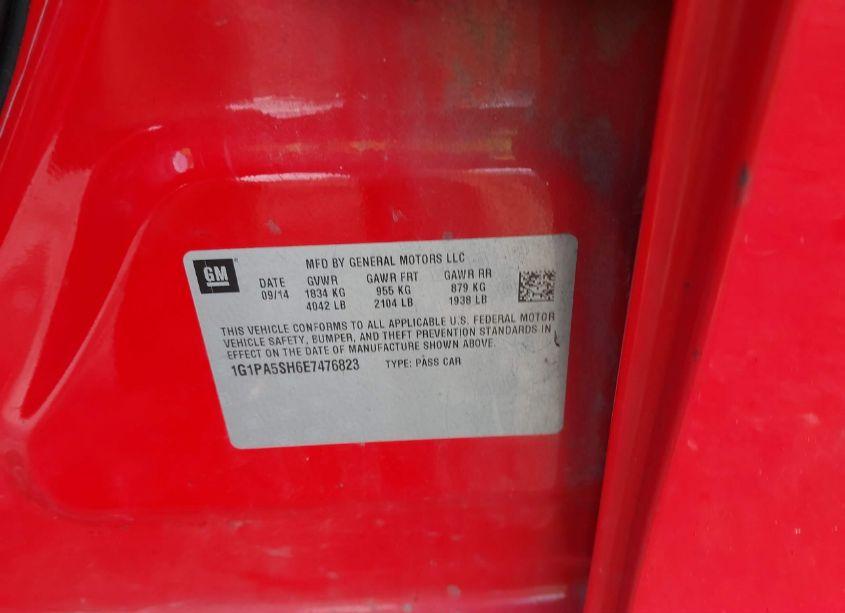 GM
MFD BY GENERAL MOTORS LLC
DATE GVWR GAWR FRT GAWR RR
09/14 1834 KG 955 KG 879 KG
4042 LB 2104 LB 1938 LB
THIS VEHICLE CONFORMS TO ALL APPLICABLE U.S. FEDERAL MOTOR
VEHICLE SAFETY, BUMPER, AND THEFT PREVENTION STANDARDS IN
EFFECT ON THE DATE OF MANUFACTURE SHOWN ABOVE.
1G1PA5SH6E7476823 TYPE: PASS CAR